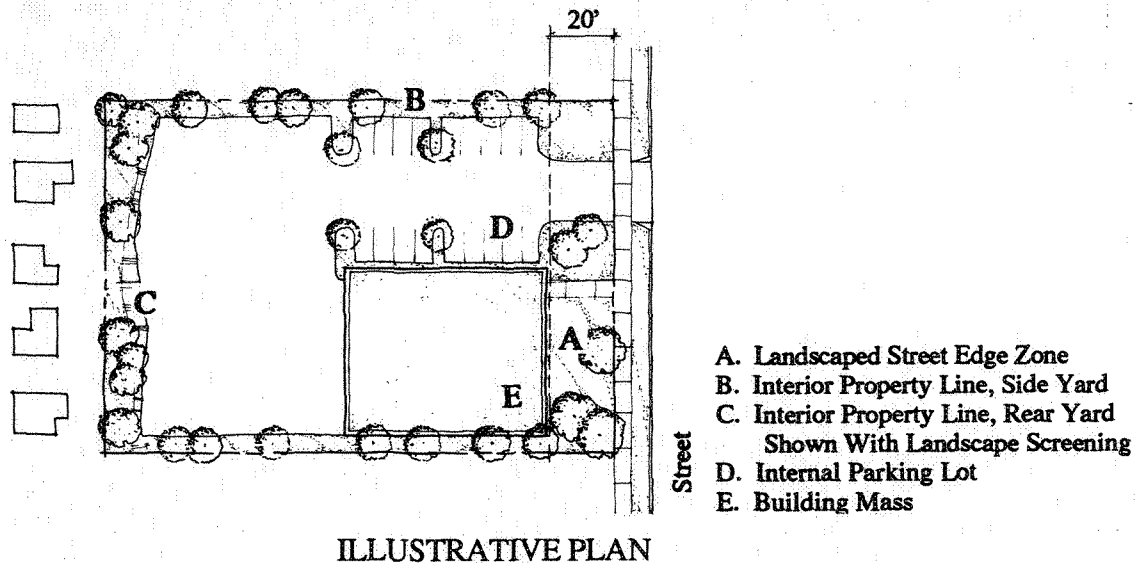 20'
B
D
C
A
E
Street
A. Landscaped Street Edge Zone
B. Interior Property Line, Side Yard
C. Interior Property Line, Rear Yard
Shown With Landscape Screening
D. Internal Parking Lot
E. Building Mass
ILLUSTRATIVE PLAN